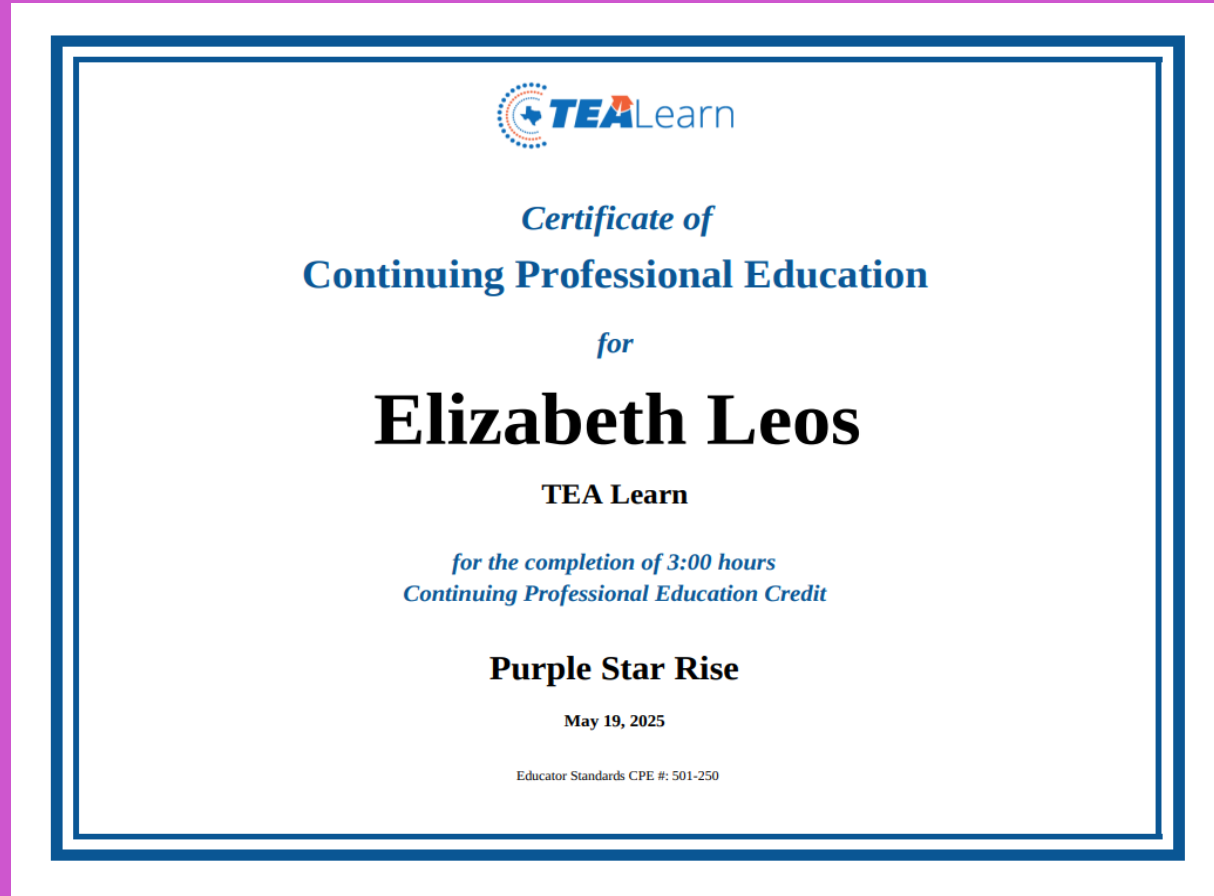 TEALearn
Certificate of
Continuing Professional Education
for
Elizabeth Leos
TEA Learn
for the completion of 3:00 hours
Continuing Professional Education Credit
Purple Star Rise
May 19, 2025
Educator Standards CPE #: 501-250